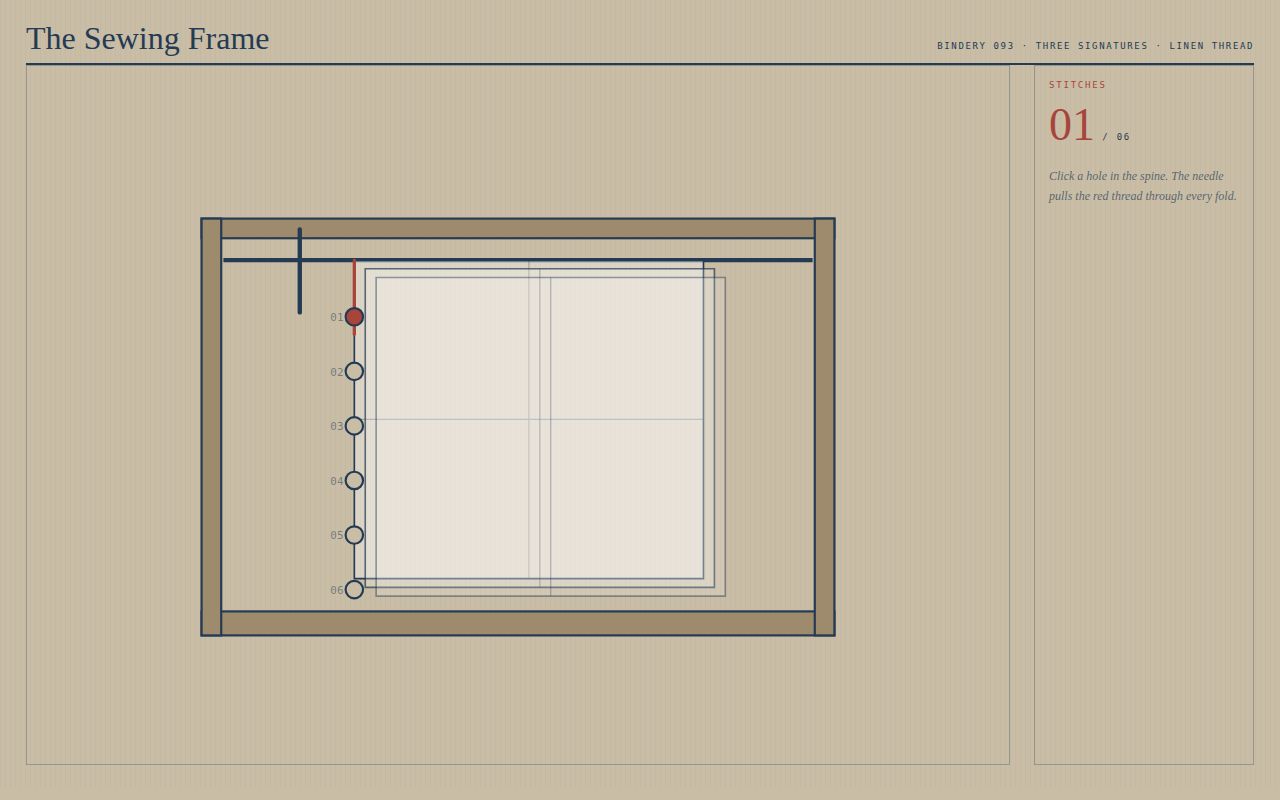 The Sewing Frame
BINDERY 093 · THREE SIGNATURES · LINEN THREAD
STITCHES
01 / 06
Click a hole in the spine. The needle
pulls the red thread through every fold.
01
02
03
04
05
06